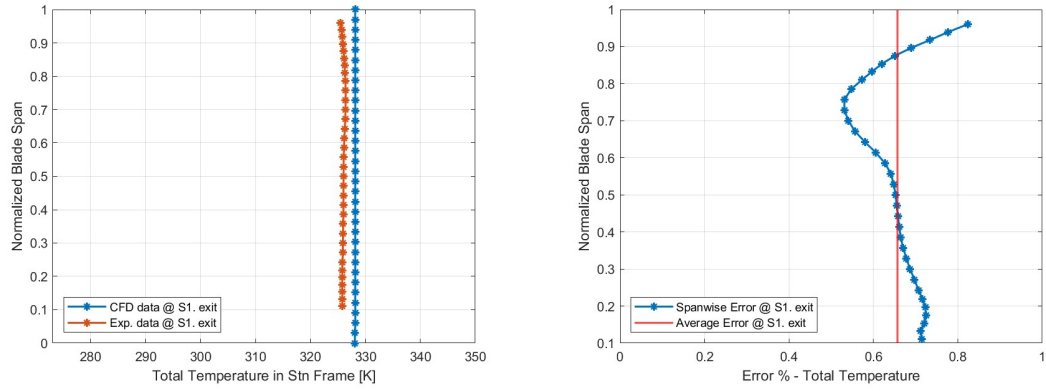 1
0.9
0.8
0.7
0.6
0.5
0.4
0.3
0.2
0.1
0
Normalized Blade Span
CFD data @ S1. exit
Exp. data @ S1. exit
280 290 300 310 320 330 340 350
Total Temperature in Stn Frame [K]
1
0.9
0.8
0.7
0.6
0.5
0.4
0.3
0.2
0.1
Normalized Blade Span
Spanwise Error @ S1. exit
Average Error @ S1. exit
0 0.2 0.4 0.6 0.8 1
Error % - Total Temperature